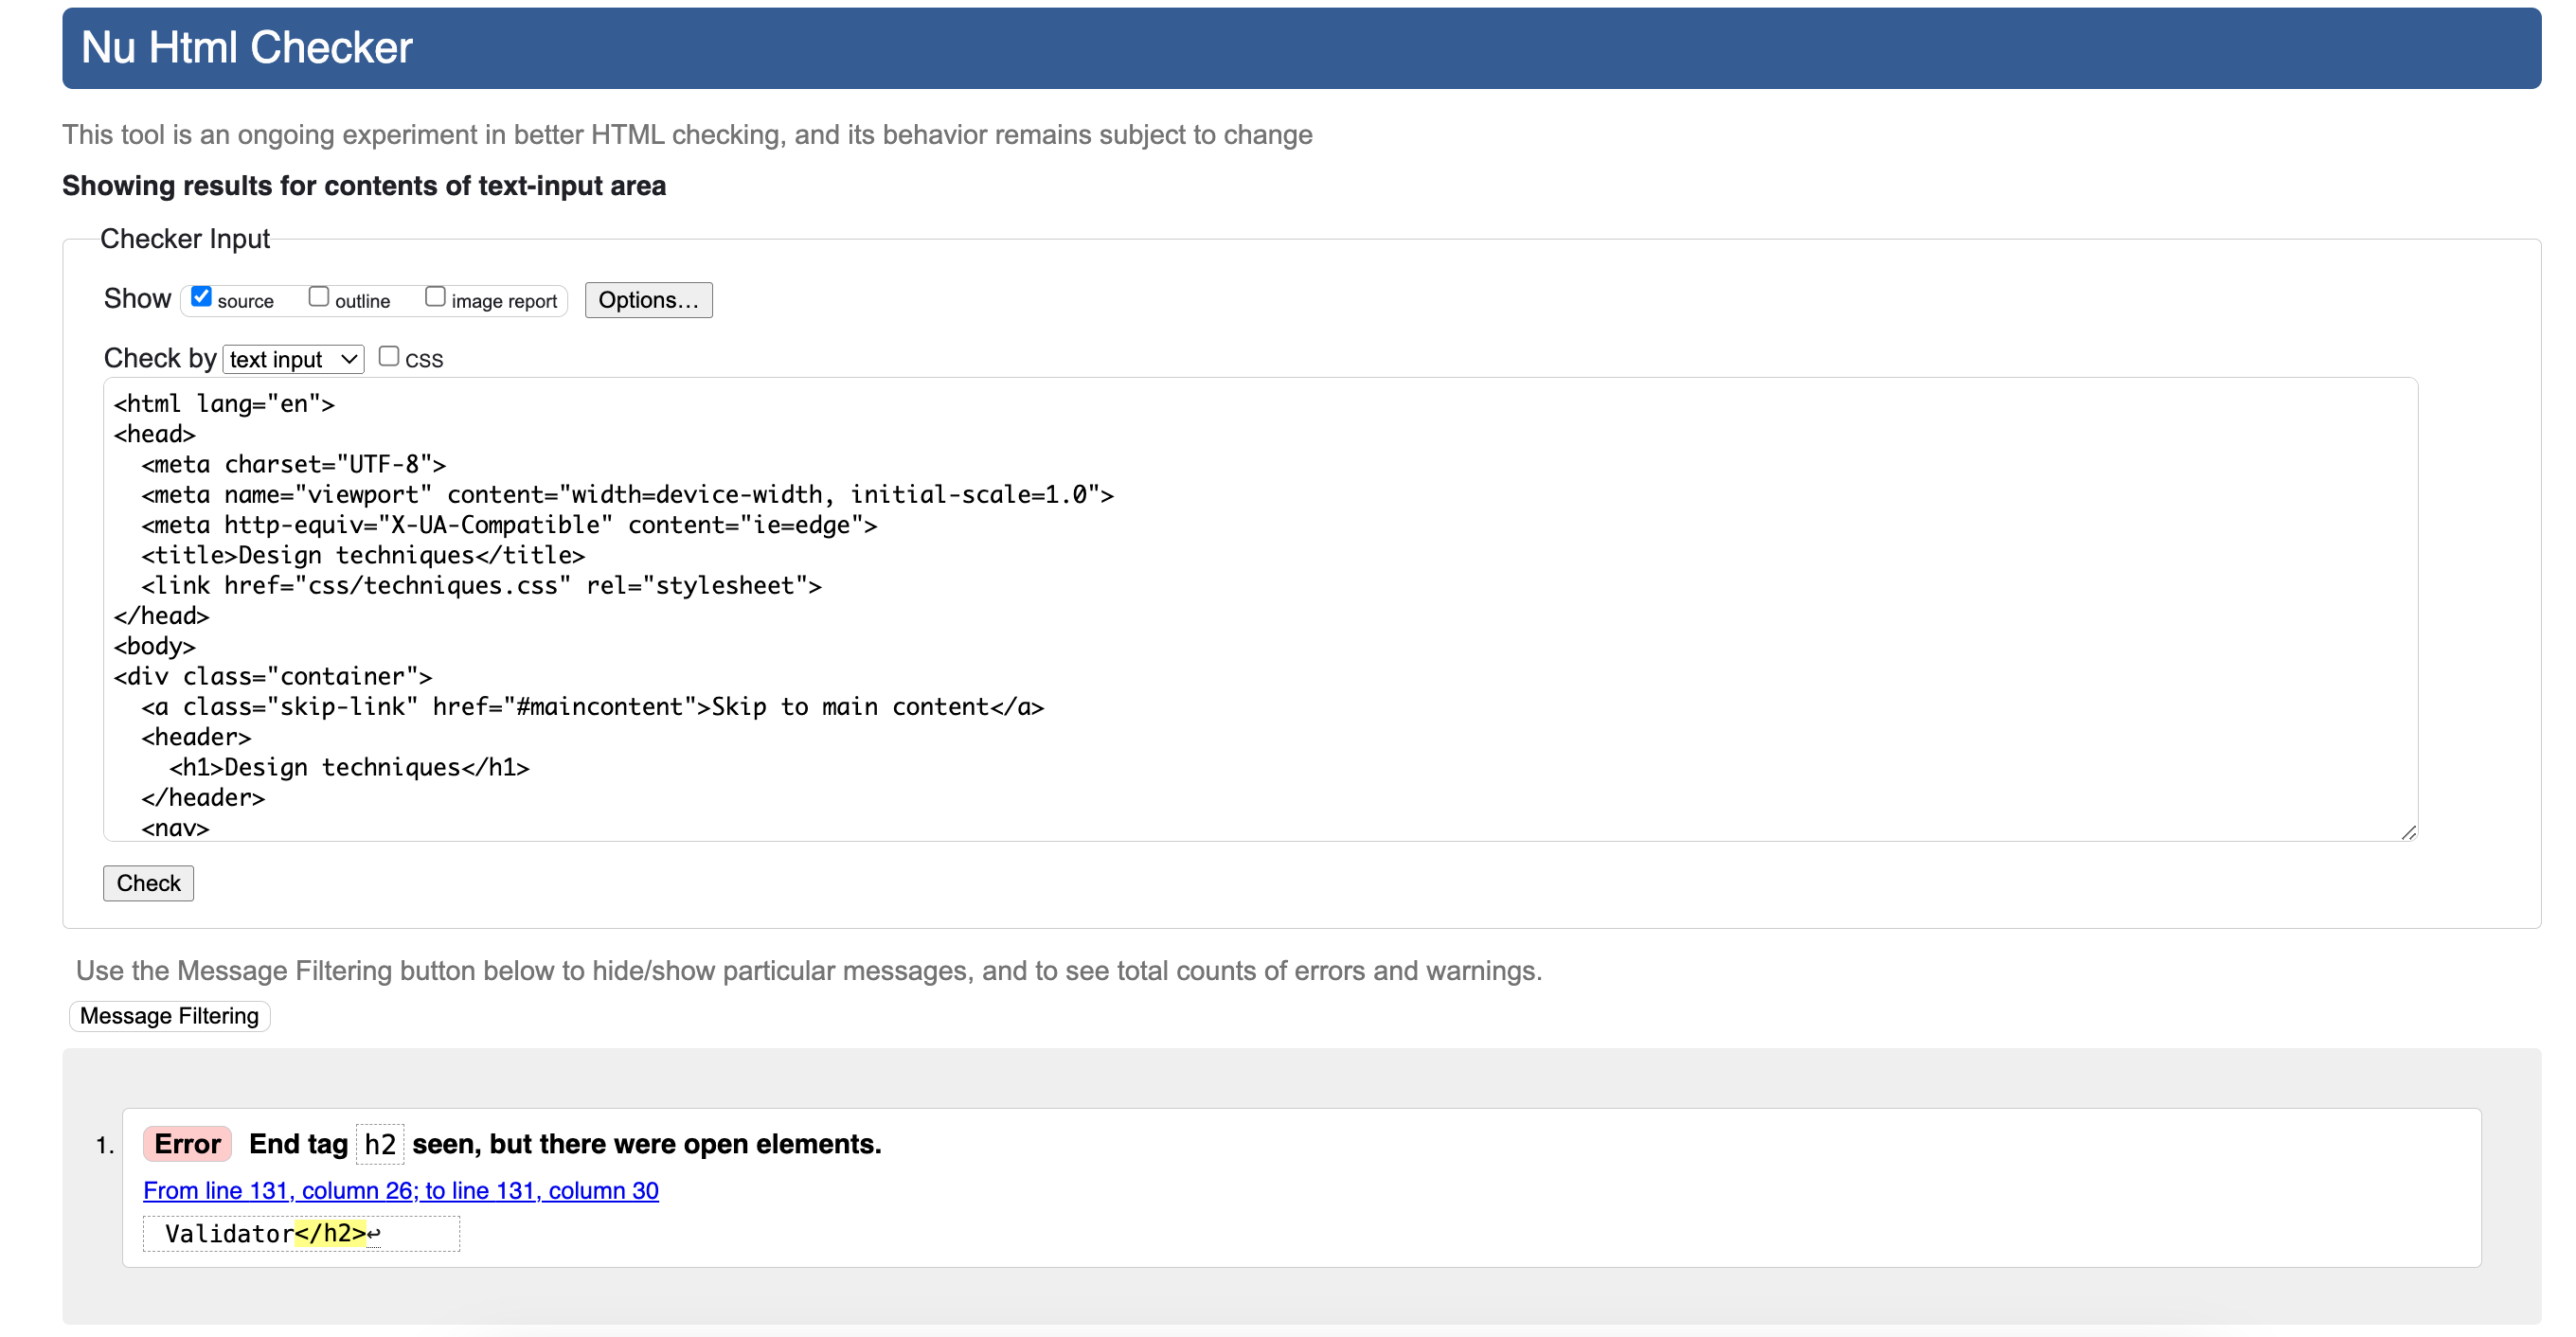 Nu Html Checker
This tool is an ongoing experiment in better HTML checking, and its behavior remains subject to change
Showing results for contents of text-input area
Checker Input
Show source outline image report Options...
Check by text input CSS
<html lang="en">
<head>
  <meta charset="UTF-8">
  <meta name="viewport" content="width=device-width, initial-scale=1.0">
  <meta http-equiv="X-UA-Compatible" content="ie=edge">
  <title>Design techniques</title>
  <link href="css/techniques.css" rel="stylesheet">
</head>
<body>
<div class="container">
  <a class="skip-link" href="#maincontent">Skip to main content</a>
  <header>
    <h1>Design techniques</h1>
  </header>
  <nav>
Check
Use the Message Filtering button below to hide/show particular messages, and to see total counts of errors and warnings.
Message Filtering
1. Error End tag h2 seen, but there were open elements.
From line 131, column 26; to line 131, column 30
Validator</h2>↩